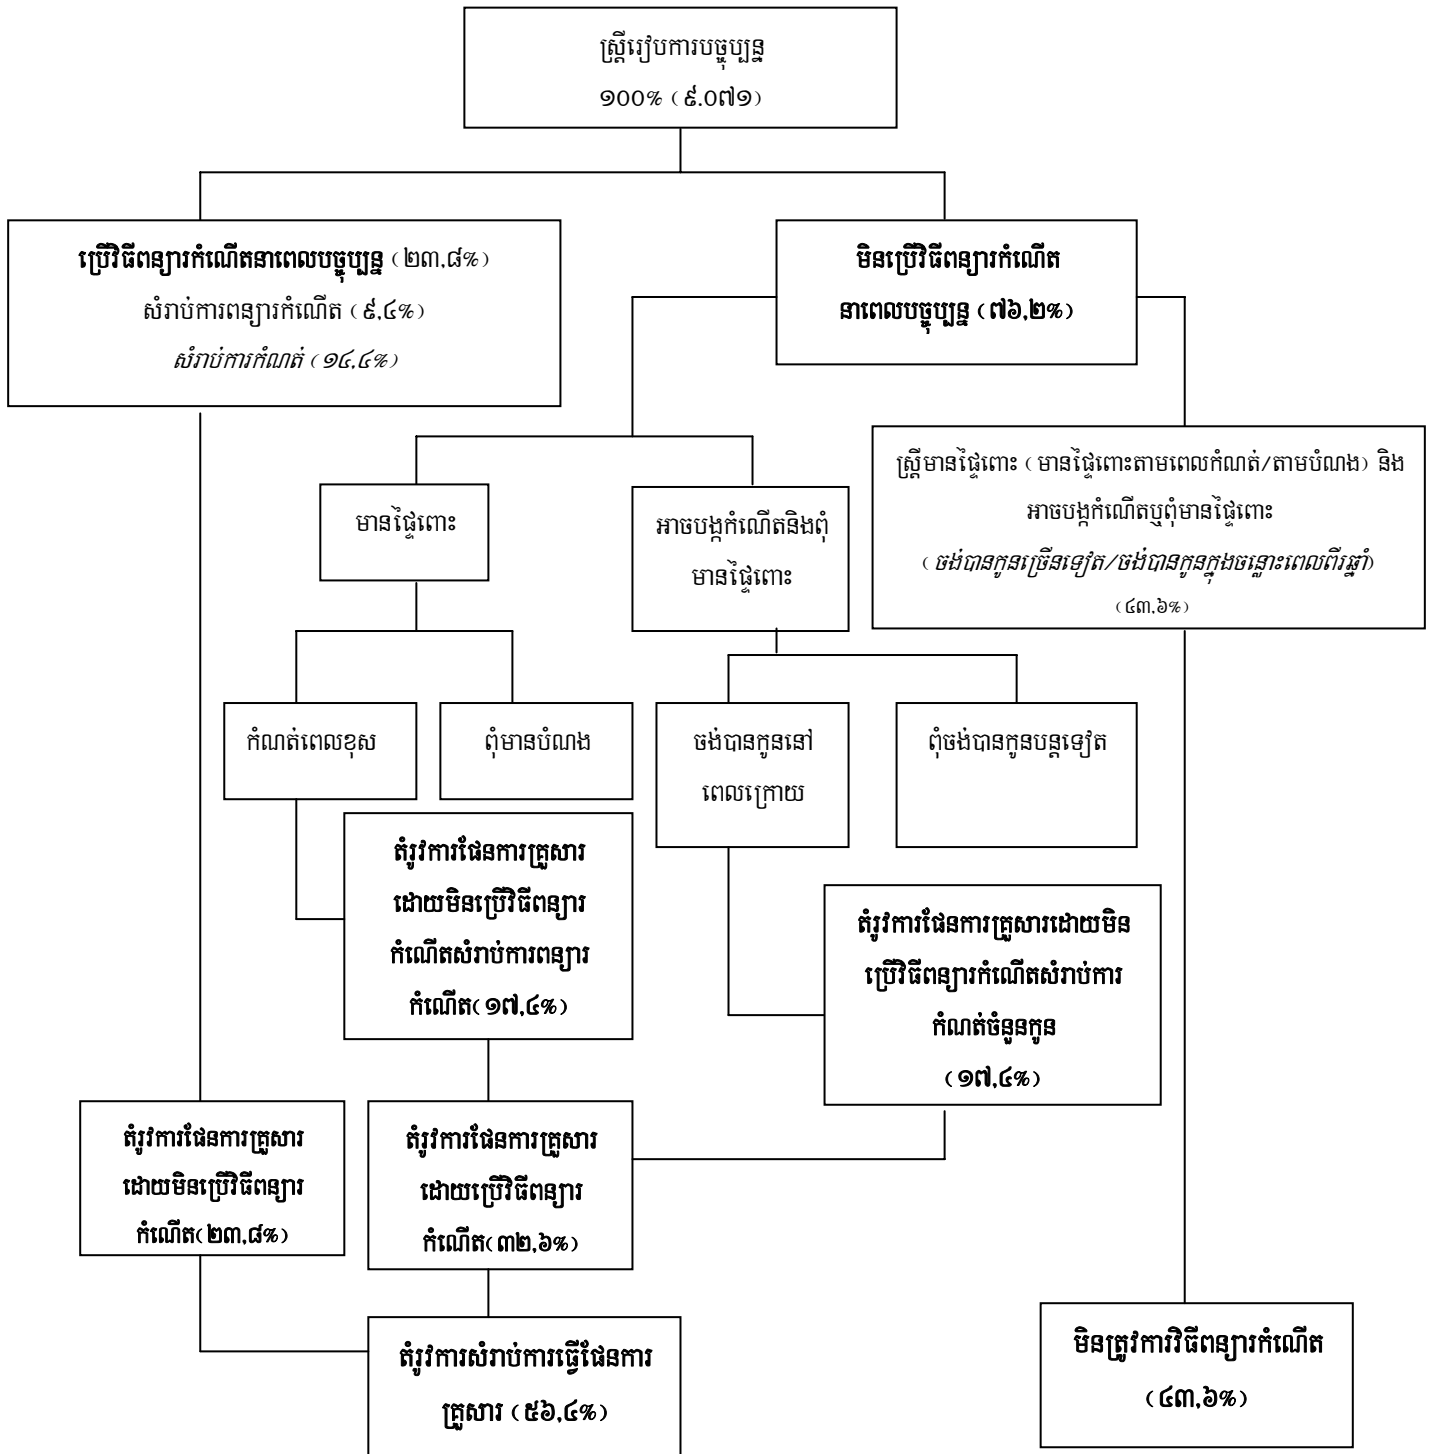 ស្ត្រីរៀបការបច្ចុប្បន្ន
១00% (៩.0៧១)
ប្រើវិធីពន្យារកំណើតនាពេលបច្ចុប្បន្ន (២៣,៨%)
សំរាប់ការពន្យារកំណើត (៩,៤%)
សំរាប់ការកំណត់ (១៤,៤%)
មិនប្រើវិធីពន្យារកំណើត
នាពេលបច្ចុប្បន្ន (៧៦,២%)
ស្ត្រីមានផ្ទៃពោះ (មានផ្ទៃពោះតាមពេលកំណត់/តាមបំណង) និង
អាចបង្កកំណើតឬពុំមានផ្ទៃពោះ
(ចង់បានកូនច្រើនទៀត/ចង់បានកូនក្នុងចន្លោះពេលពីរឆ្នាំ)
(៤៣,៦%)
មានផ្ទៃពោះ
អាចបង្កកំណើតនិងពុំ
មានផ្ទៃពោះ
កំណត់ពេលខុស
ពុំមានបំណង
ចង់បានកូននៅ
ពេលក្រោយ
ពុំចង់បានកូនបន្តទៀត
តំរូវការផែនការគ្រួសារ
ដោយមិនប្រើវិធីពន្យារ
កំណើតសំរាប់ការពន្យារ
កំណើត(១៧,៤%)
តំរូវការផែនការគ្រួសារដោយមិន
ប្រើវិធីពន្យារកំណើតសំរាប់ការ
កំណត់ចំនួនកូន
(១៧,៤%)
តំរូវការផែនការគ្រួសារ
ដោយមិនប្រើវិធីពន្យារ
កំណើត(២៣,៨%)
តំរូវការផែនការគ្រួសារ
ដោយប្រើវិធីពន្យារ
កំណើត(៣២,៦%)
តំរូវការសំរាប់ការធ្វើផែនការ
គ្រួសារ (៥៦,៤%)
មិនត្រូវការវិធីពន្យារកំណើត
(៤៣,៦%)